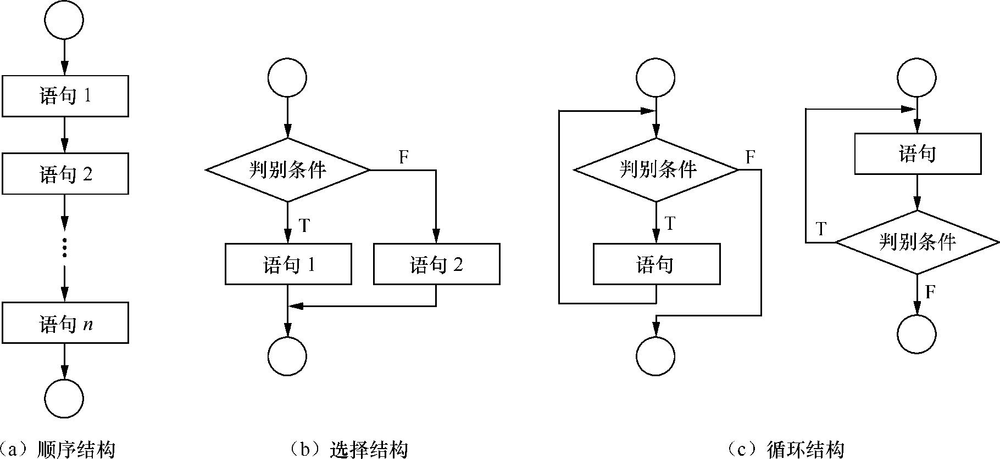 语句 1
语句 2
语句 n
(a) 顺序结构
判别条件
F
T
语句 1
语句 2
(b) 选择结构
判别条件
F
T
语句
语句
T
判别条件
F
(c) 循环结构